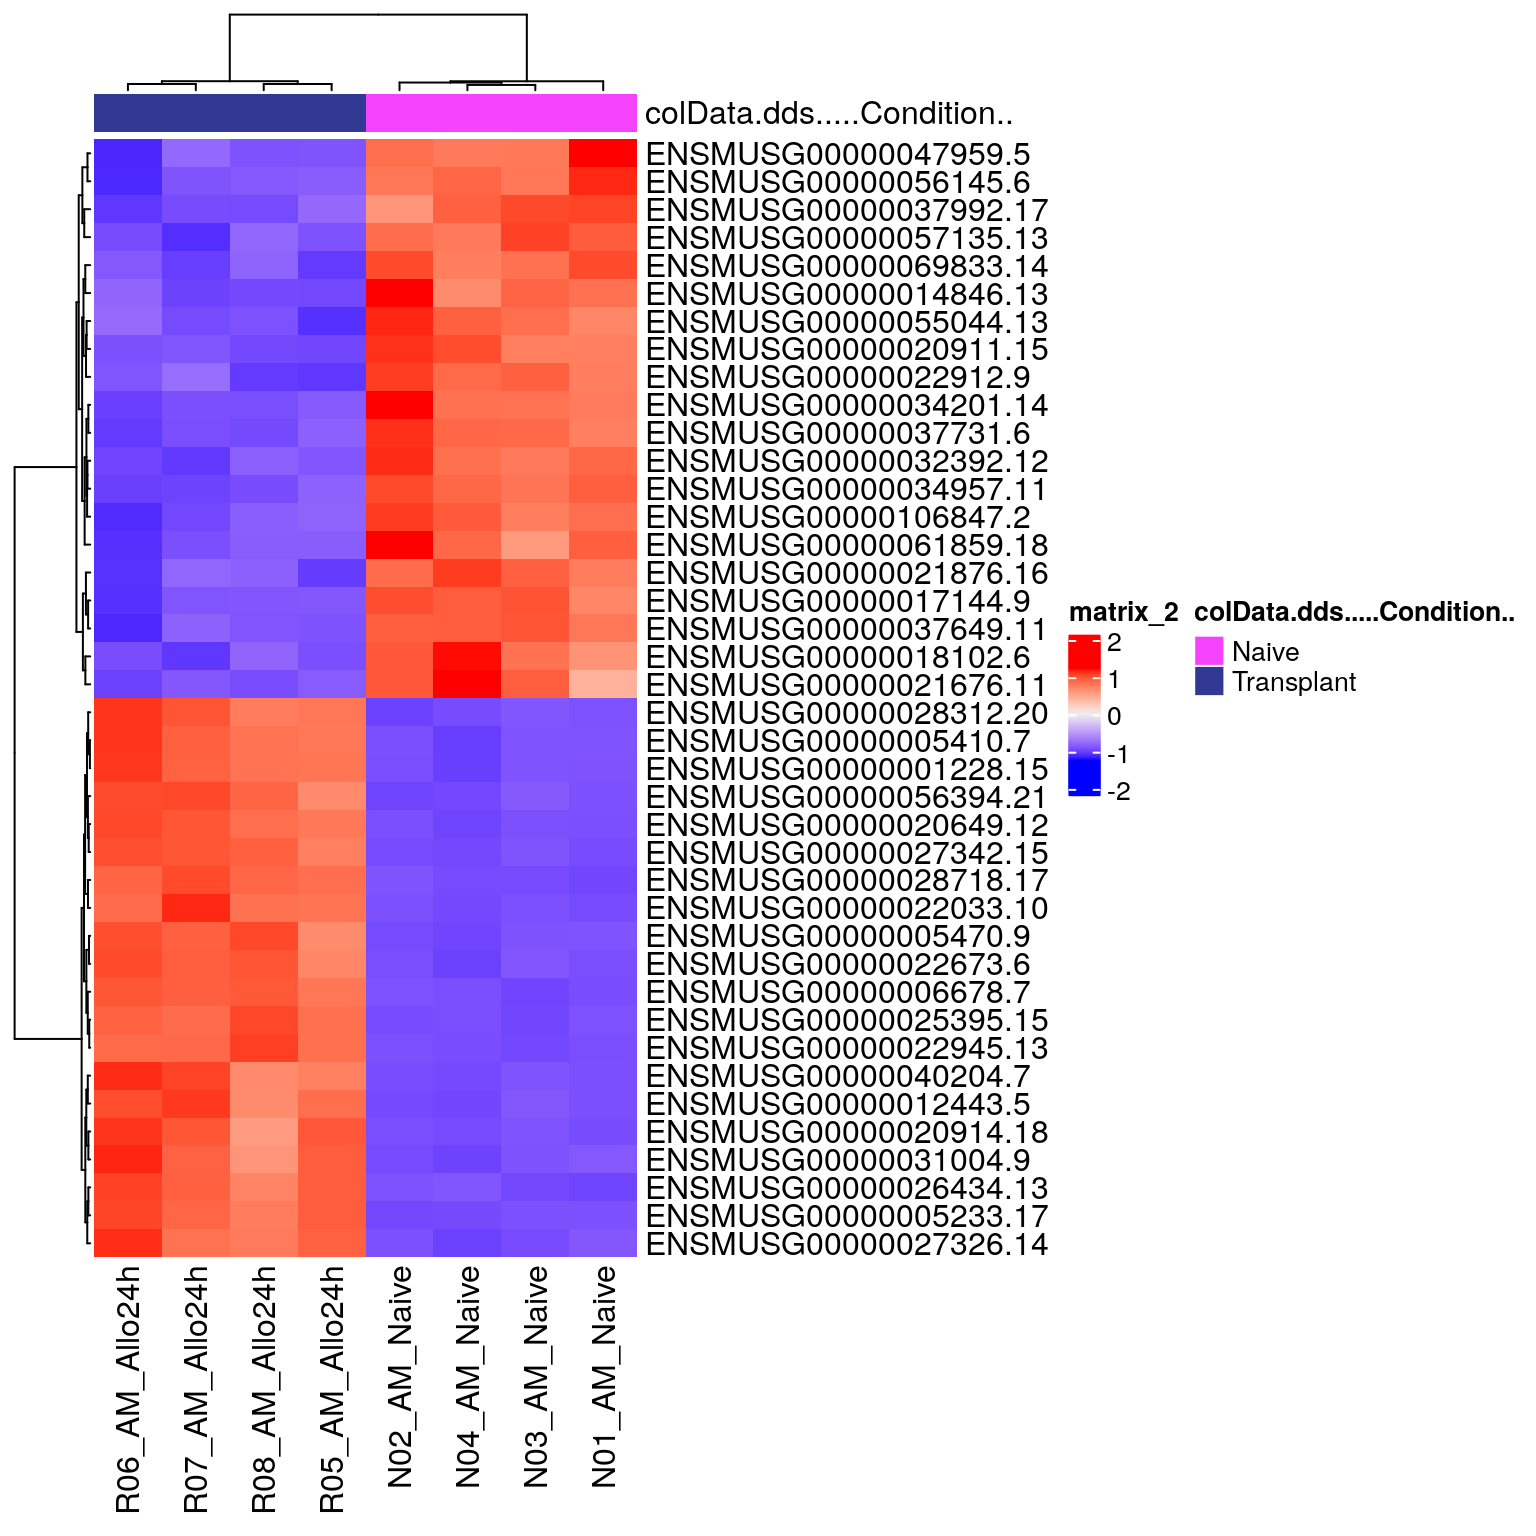 colData.dds.....Condition..
ENSMUSG00000047959.5
ENSMUSG00000056145.6
ENSMUSG00000037992.17
ENSMUSG00000057135.13
ENSMUSG00000069833.14
ENSMUSG00000014846.13
ENSMUSG00000055044.13
ENSMUSG00000020911.15
ENSMUSG00000022912.9
ENSMUSG00000034201.14
ENSMUSG00000037731.6
ENSMUSG00000032392.12
ENSMUSG00000034957.11
ENSMUSG00000106847.2
ENSMUSG00000061859.18
ENSMUSG00000021876.16
ENSMUSG00000017144.9
ENSMUSG00000037649.11
ENSMUSG00000018102.6
ENSMUSG00000021676.11
ENSMUSG00000028312.20
ENSMUSG00000005410.7
ENSMUSG00000001228.15
ENSMUSG00000056394.21
ENSMUSG00000020649.12
ENSMUSG00000027342.15
ENSMUSG00000028718.17
ENSMUSG00000022033.10
ENSMUSG00000005470.9
ENSMUSG00000022673.6
ENSMUSG00000006678.7
ENSMUSG00000025395.15
ENSMUSG00000022945.13
ENSMUSG00000040204.7
ENSMUSG00000012443.5
ENSMUSG00000020914.18
ENSMUSG00000031004.9
ENSMUSG00000026434.13
ENSMUSG00000005233.17
ENSMUSG00000027326.14
R06_AM_Allo24h
R07_AM_Allo24h
R08_AM_Allo24h
R05_AM_Allo24h
N02_AM_Naive
N04_AM_Naive
N03_AM_Naive
N01_AM_Naive
matrix_2
2
1
0
-1
-2
colData.dds.....Condition..
Naive
Transplant